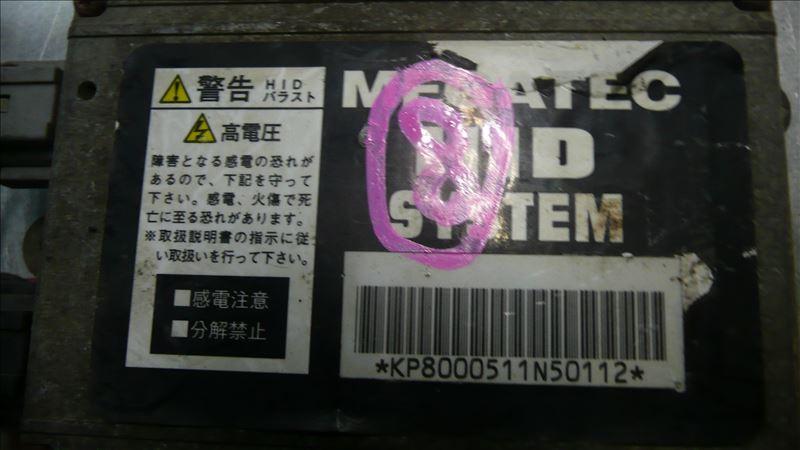 警告 HID バラスト
高電圧
障害となる感電の恐れが
あるので、下記を守って
下さい。感電、火傷で死
亡に至る恐れがあります。
※取扱説明書の指示に従
い取扱いを行って下さい。
■感電注意
■分解禁止
8
SYSTEM
*KP8000511N50112*